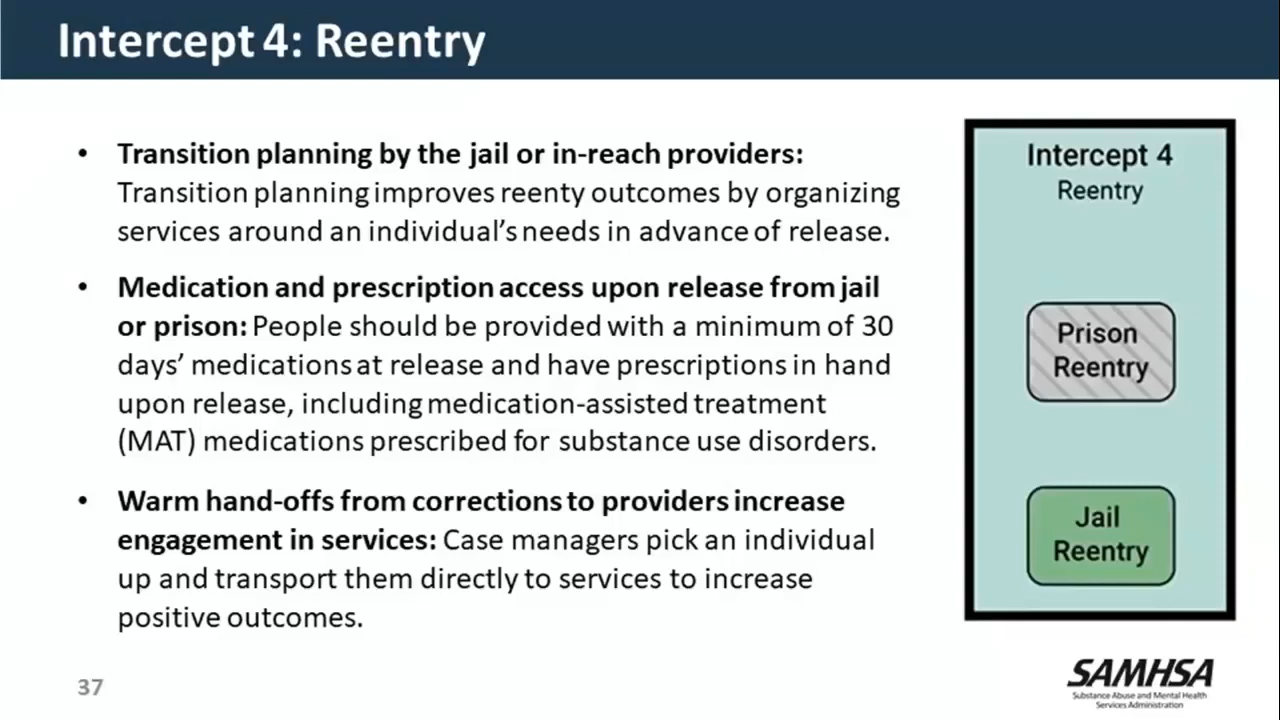 Intercept 4: Reentry
• Transition planning by the jail or in-reach providers:
Transition planning improves reenty outcomes by organizing
services around an individual’s needs in advance of release.
• Medication and prescription access upon release from jail
or prison: People should be provided with a minimum of 30
days’ medications at release and have prescriptions in hand
upon release, including medication-assisted treatment
(MAT) medications prescribed for substance use disorders.
• Warm hand-offs from corrections to providers increase
engagement in services: Case managers pick an individual
up and transport them directly to services to increase
positive outcomes.
Intercept 4
Reentry
Prison
Reentry
Jail
Reentry
37
SAMHSA
Substance Abuse and Mental Health
Services Administration